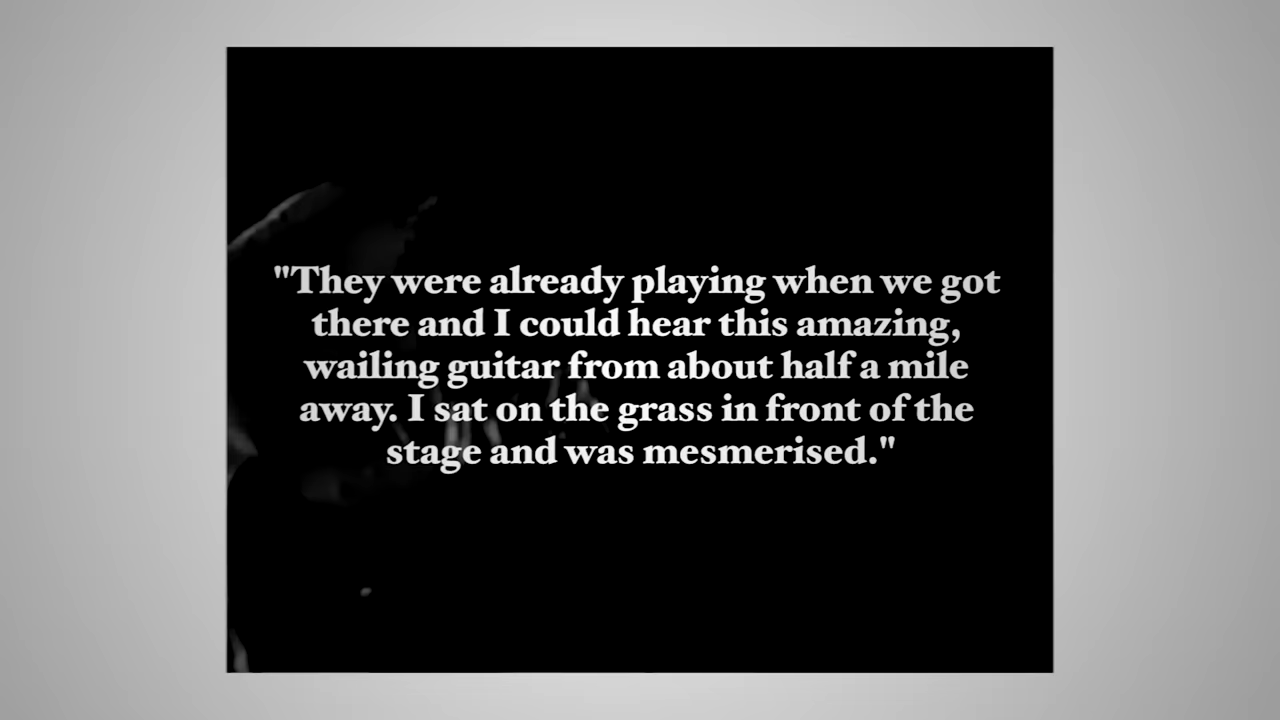 "They were already playing when we got
there and I could hear this amazing,
wailing guitar from about half a mile
away. I sat on the grass in front of the
stage and was mesmerised."